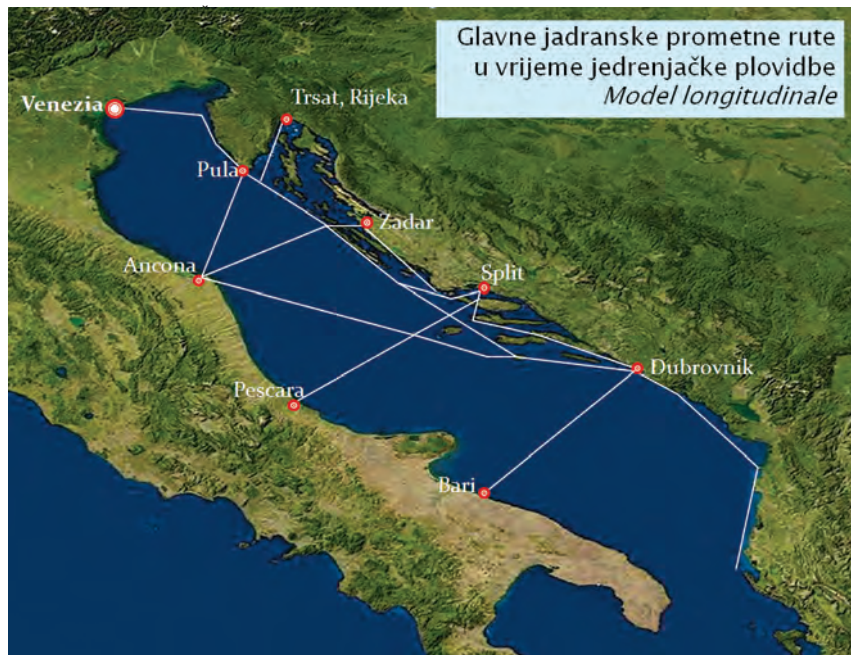 Glavne jadranske prometne rute
u vrijeme jedrenjačke plovidbe
Model longitudinale
Venezia
Trsat, Rijeka
Pula
Zadar
Ancona
Split
Dubrovnik
Pescara
Bari